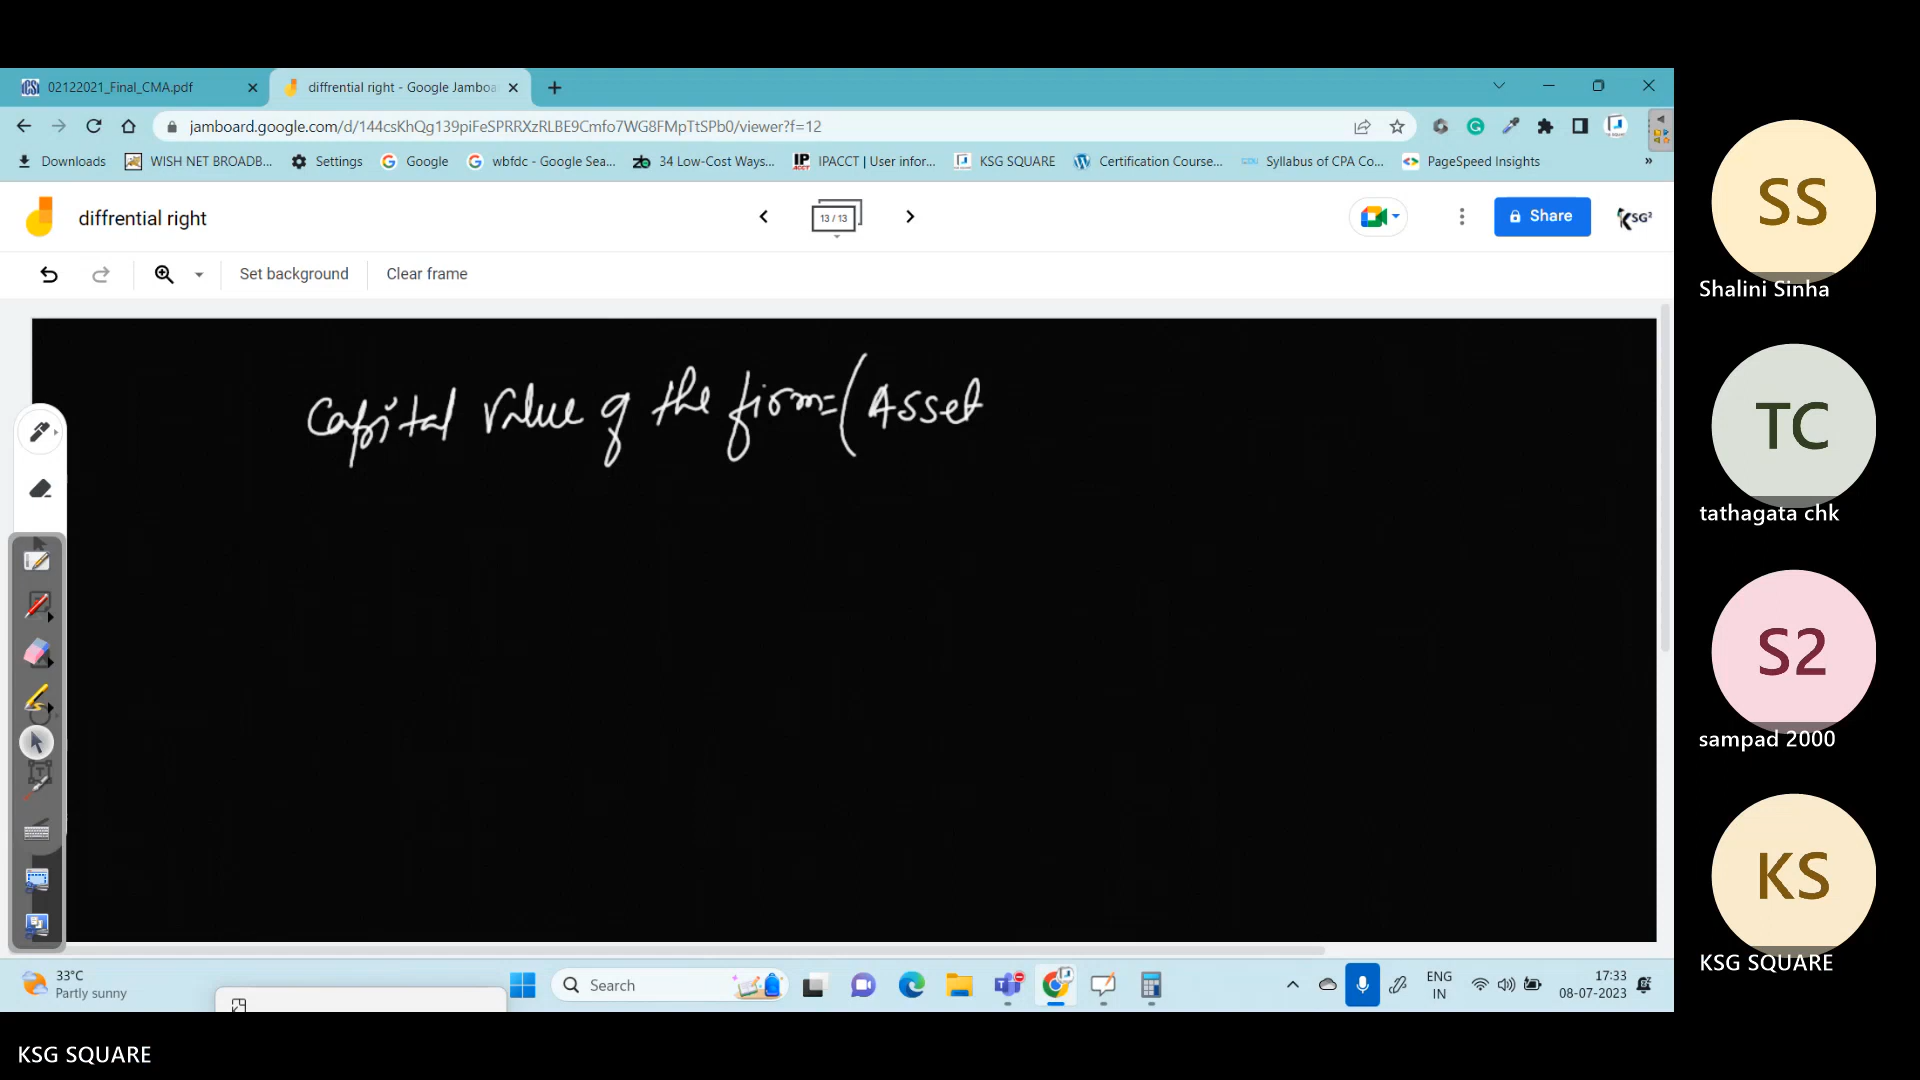 02122021_Final_CMA.pdf
diffrential right - Google Jamboa
jamboard.google.com/d/144csKhQg139piFeSPRRXzRLBE9Cmfo7WG8FMpTtSPb0/viewer?f=12
Downloads WISH NET BROADB... Settings Google wbfdc - Google Sea... 34 Low-Cost Ways... IPACCT | User infor... KSG SQUARE Certification Course... Syllabus of CPA Co... PageSpeed Insights »
diffrential right
13 / 13
Share
KSG²
Set background Clear frame
Capital Value of the firm=(Asset
33°C
Partly sunny
Search
ENG
IN
17:33
08-07-2023
SS
Shalini Sinha
TC
tathagata chk
S2
sampad 2000
KS
KSG SQUARE
KSG SQUARE